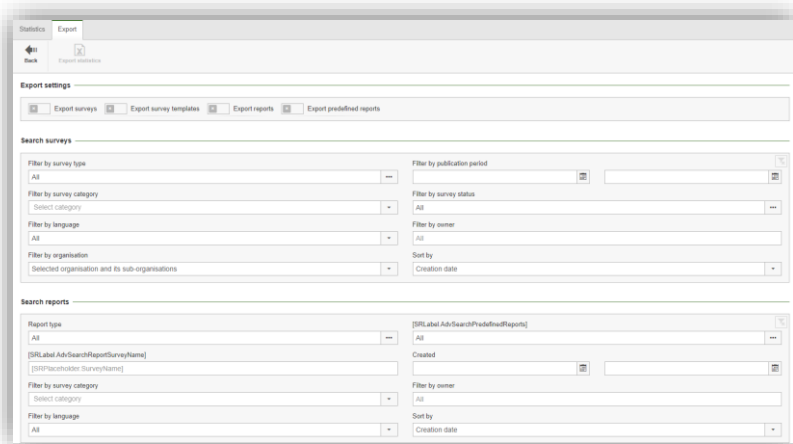 Statistics Export
Back Export statistics
Export settings
Export surveys Export survey templates Export reports Export predefined reports
Search surveys
Filter by survey type Filter by publication period
All
Filter by survey category Filter by survey status
Select category All
Filter by language Filter by owner
All All
Filter by organisation Sort by
Selected organisation and its sub-organisations Creation date
Search reports
Report type [SRLabel.AdvSearchPredefinedReports]
All All
[SRLabel.AdvSearchReportSurveyName] Created
[SRPlaceholder.SurveyName]
Filter by survey category Filter by owner
Select category All
Filter by language Sort by
All Creation date